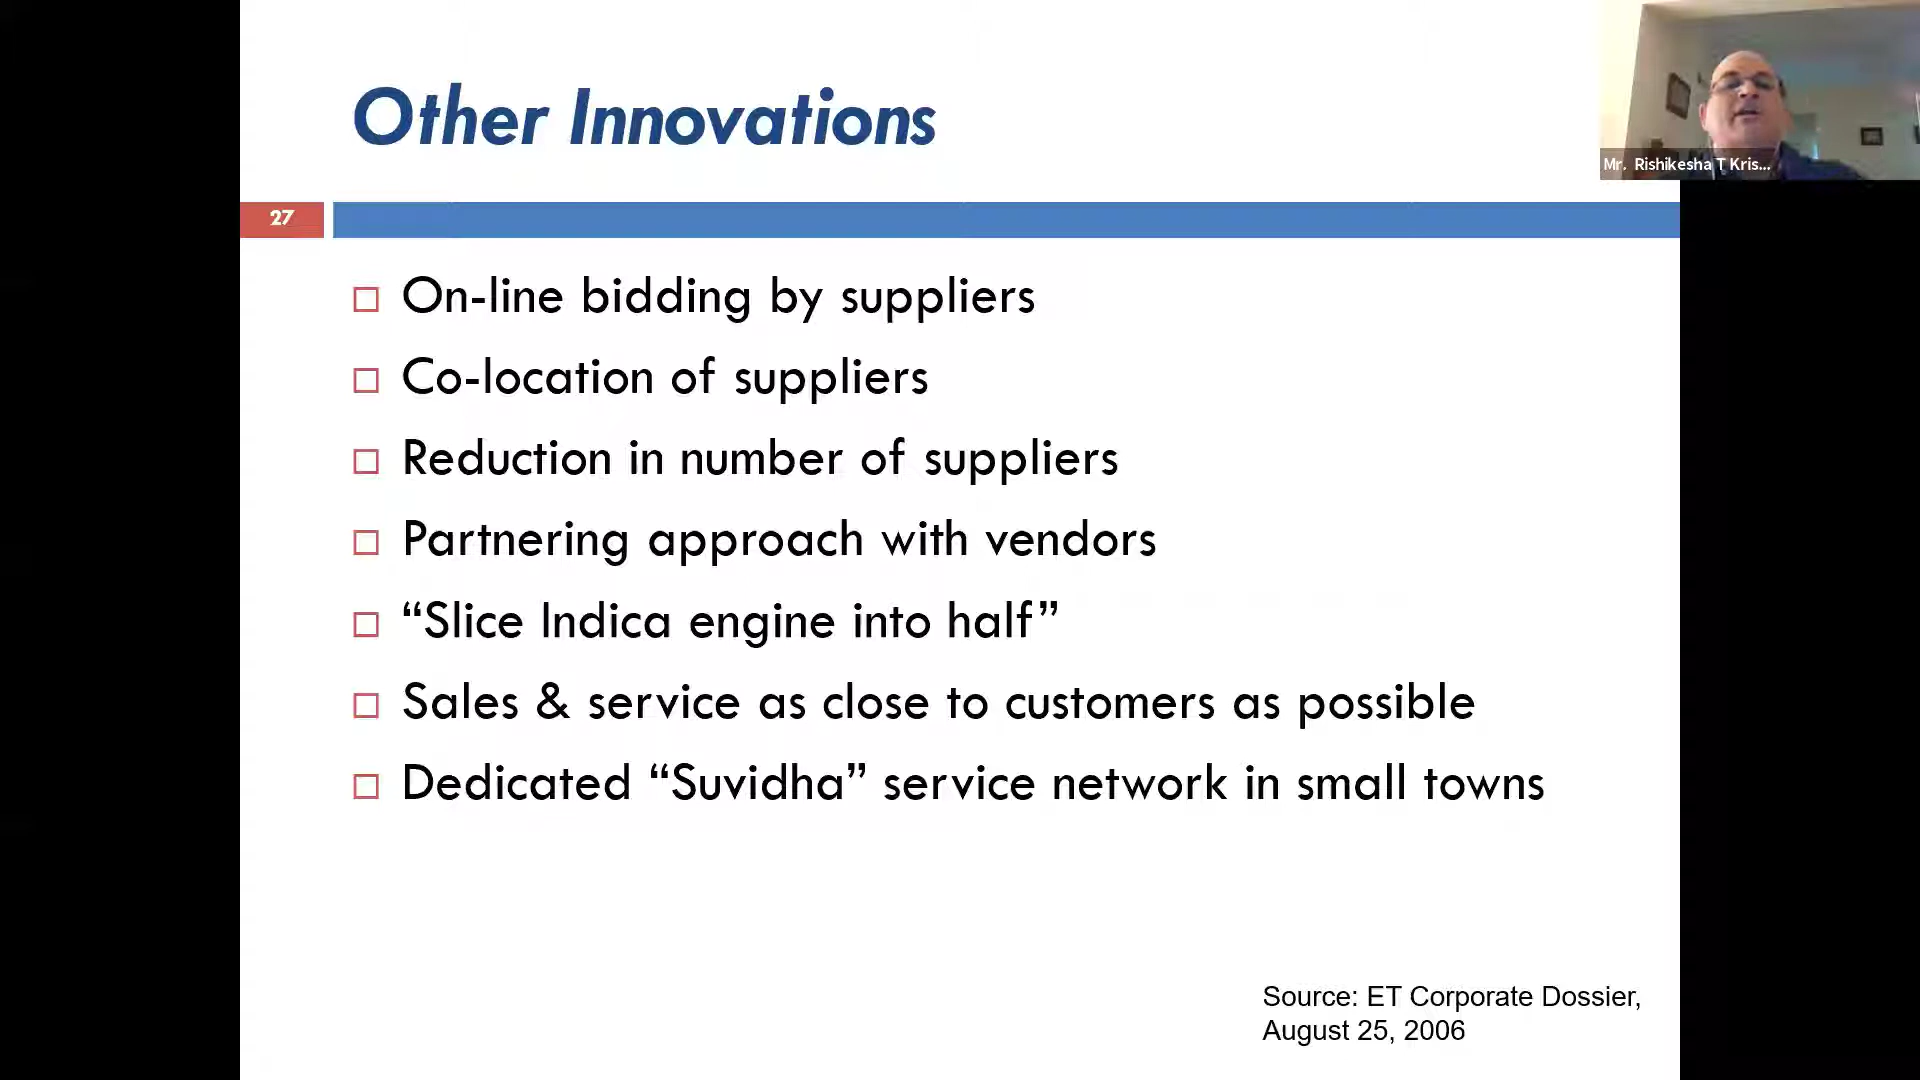 Other Innovations
Mr. Rishikesha T Kris...
27
On-line bidding by suppliers
Co-location of suppliers
Reduction in number of suppliers
Partnering approach with vendors
“Slice Indica engine into half”
Sales & service as close to customers as possible
Dedicated “Suvidha” service network in small towns
Source: ET Corporate Dossier,
August 25, 2006